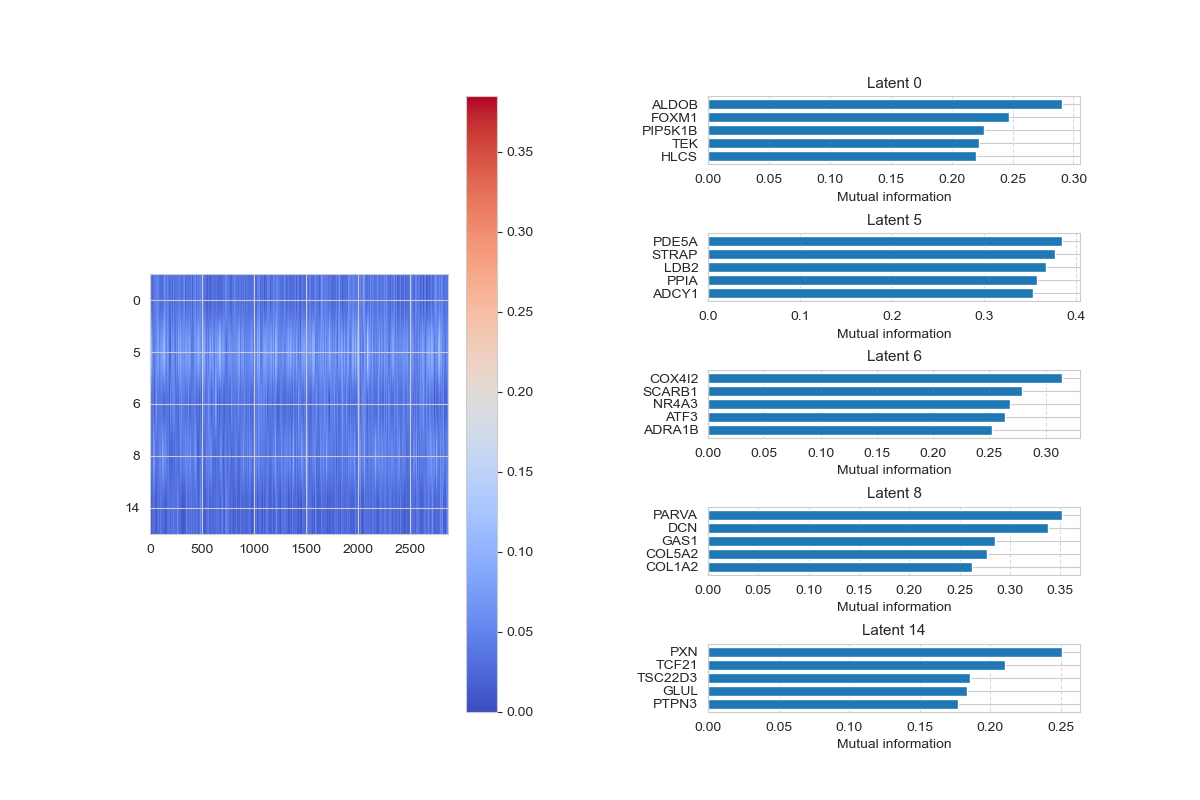 0
5
6
8
14
0 500 1000 1500 2000 2500
0.35
0.30
0.25
0.20
0.15
0.10
0.05
0.00
Latent 0
ALDOB
FOXM1
PIP5K1B
TEK
HLCS
0.00 0.05 0.10 0.15 0.20 0.25 0.30
Mutual information
Latent 5
PDE5A
STRAP
LDB2
PPIA
ADCY1
0.0 0.1 0.2 0.3 0.4
Mutual information
Latent 6
COX4I2
SCARB1
NR4A3
ATF3
ADRA1B
0.00 0.05 0.10 0.15 0.20 0.25 0.30
Mutual information
Latent 8
PARVA
DCN
GAS1
COL5A2
COL1A2
0.00 0.05 0.10 0.15 0.20 0.25 0.30 0.35
Mutual information
Latent 14
PXN
TCF21
TSC22D3
GLUL
PTPN3
0.00 0.05 0.10 0.15 0.20 0.25
Mutual information